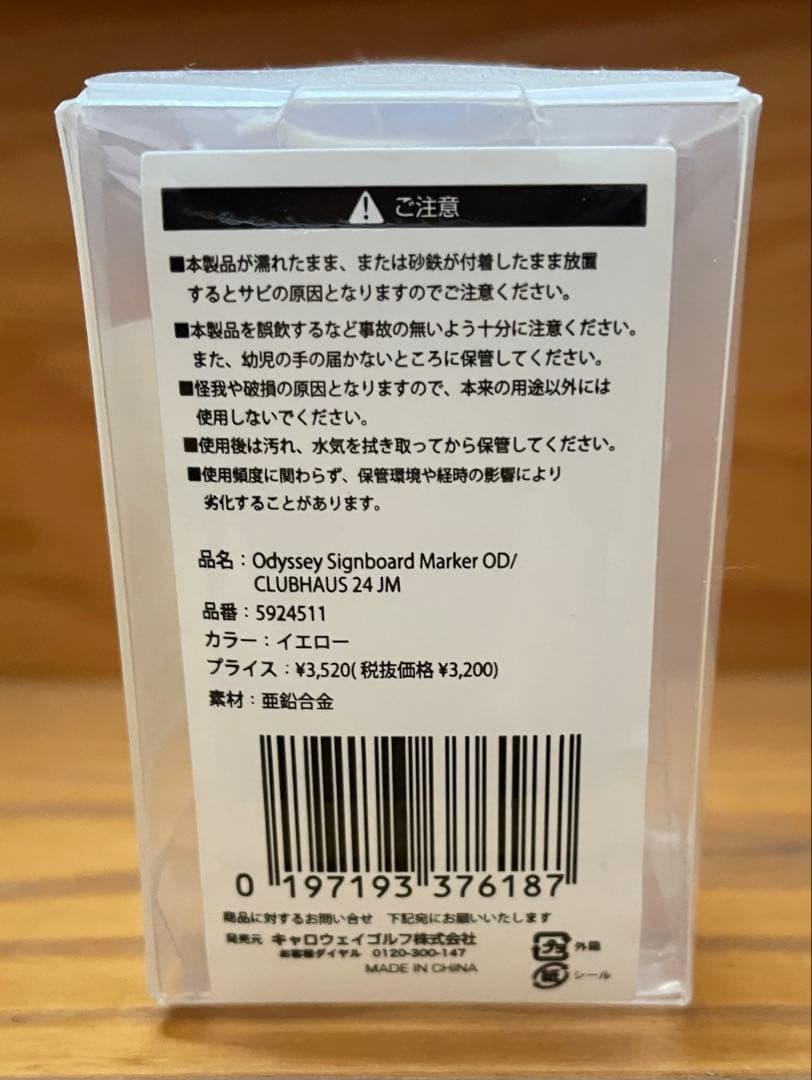 ご注意
■本製品が濡れたまま、または砂鉄が付着したまま放置
するとサビの原因となりますのでご注意ください。
■本製品を誤飲するなど事故の無いよう十分に注意ください。
また、幼児の手の届かないところに保管してください。
■怪我や破損の原因となりますので、本来の用途以外には
使用しないでください。
■使用後は汚れ、水気を拭き取ってから保管してください。
■使用頻度に関わらず、保管環境や経時の影響により
劣化することがあります。
品名：Odyssey Signboard Marker OD/
CLUBHAUS 24 JM
品番：5924511
カラー：イエロー
プライス：¥3,520(税抜価格 ¥3,200)
素材：亜鉛合金
0 197193 376187
商品に対するお問い合せ 下記宛にお願いいたします
発売元 キャロウェイゴルフ株式会社
お客様ダイヤル 0120-300-147
MADE IN CHINA
プラ 外箱
紙 シール